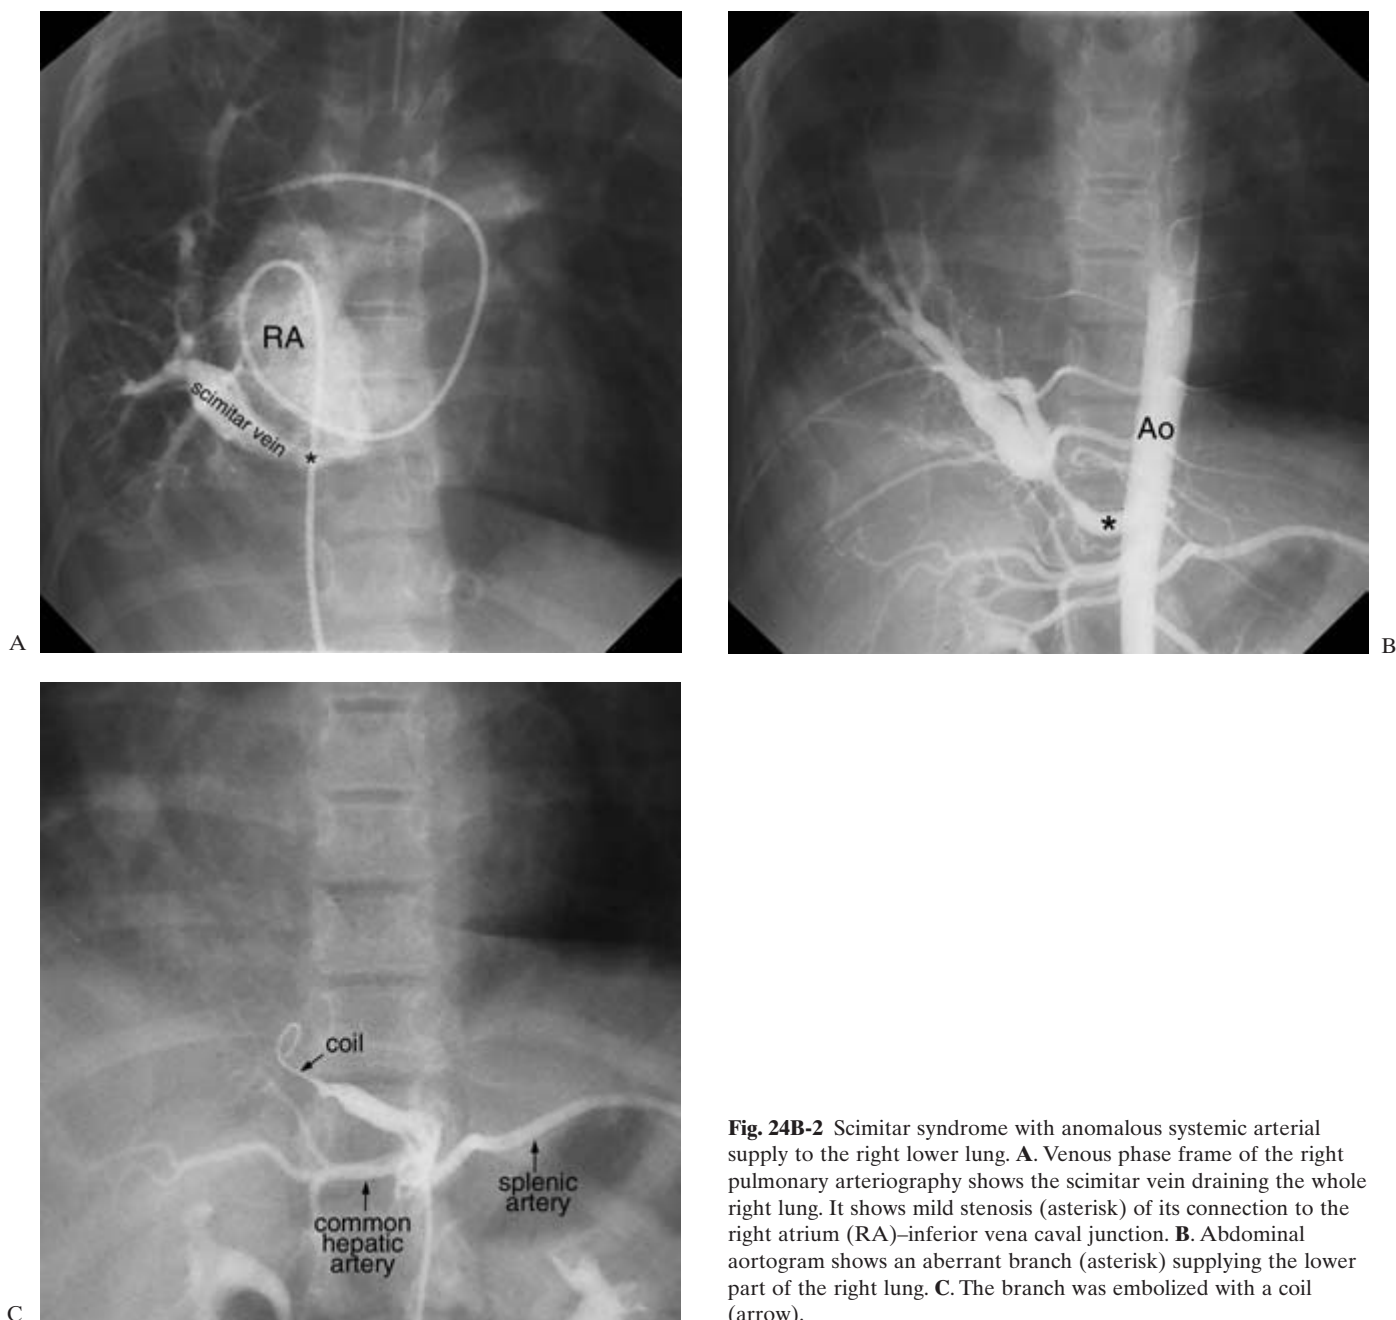 RA
scimitar vein
*
A
Ao
*
B
coil
splenic
artery
common
hepatic
artery
C
Fig. 24B-2 Scimitar syndrome with anomalous systemic arterial
supply to the right lower lung. A. Venous phase frame of the right
pulmonary arteriography shows the scimitar vein draining the whole
right lung. It shows mild stenosis (asterisk) of its connection to the
right atrium (RA)–inferior vena caval junction. B. Abdominal
aortogram shows an aberrant branch (asterisk) supplying the lower
part of the right lung. C. The branch was embolized with a coil
(arrow).